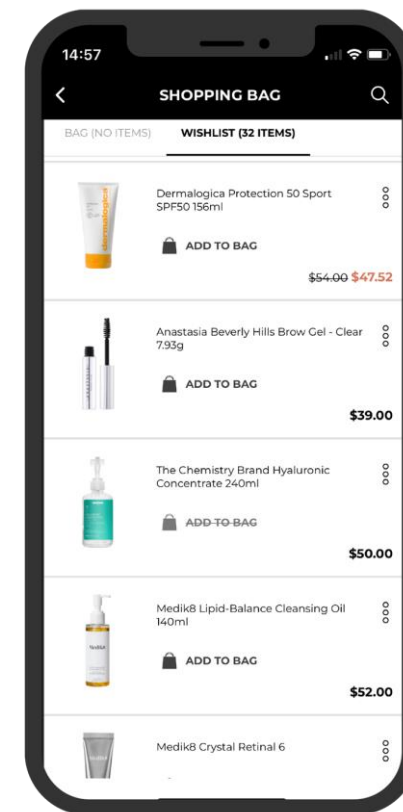 14:57
SHOPPING BAG
BAG (NO ITEMS) WISHLIST (32 ITEMS)
dermalogica
Dermalogica Protection 50 Sport
SPF50 156ml
ADD TO BAG
$54.00 $47.52
Anastasia Beverly Hills Brow Gel - Clear
7.93g
ADD TO BAG
$39.00
The Chemistry Brand Hyaluronic
Concentrate 240ml
ADD TO BAG
$50.00
Medik8 Lipid-Balance Cleansing Oil
140ml
ADD TO BAG
$52.00
Medik8 Crystal Retinal 6